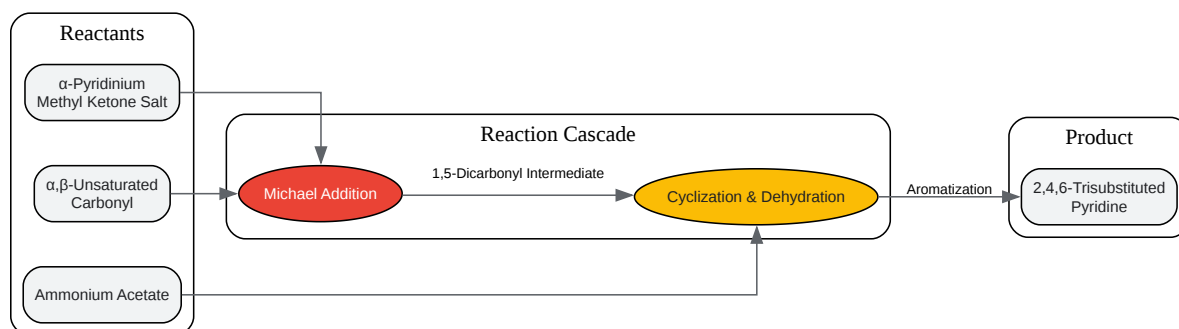 Reactants
α-Pyridinium
Methyl Ketone Salt
α,β-Unsaturated
Carbonyl
Ammonium Acetate
Reaction Cascade
Michael Addition
1,5-Dicarbonyl Intermediate
Cyclization & Dehydration
Aromatization
Product
2,4,6-Trisubstituted
Pyridine